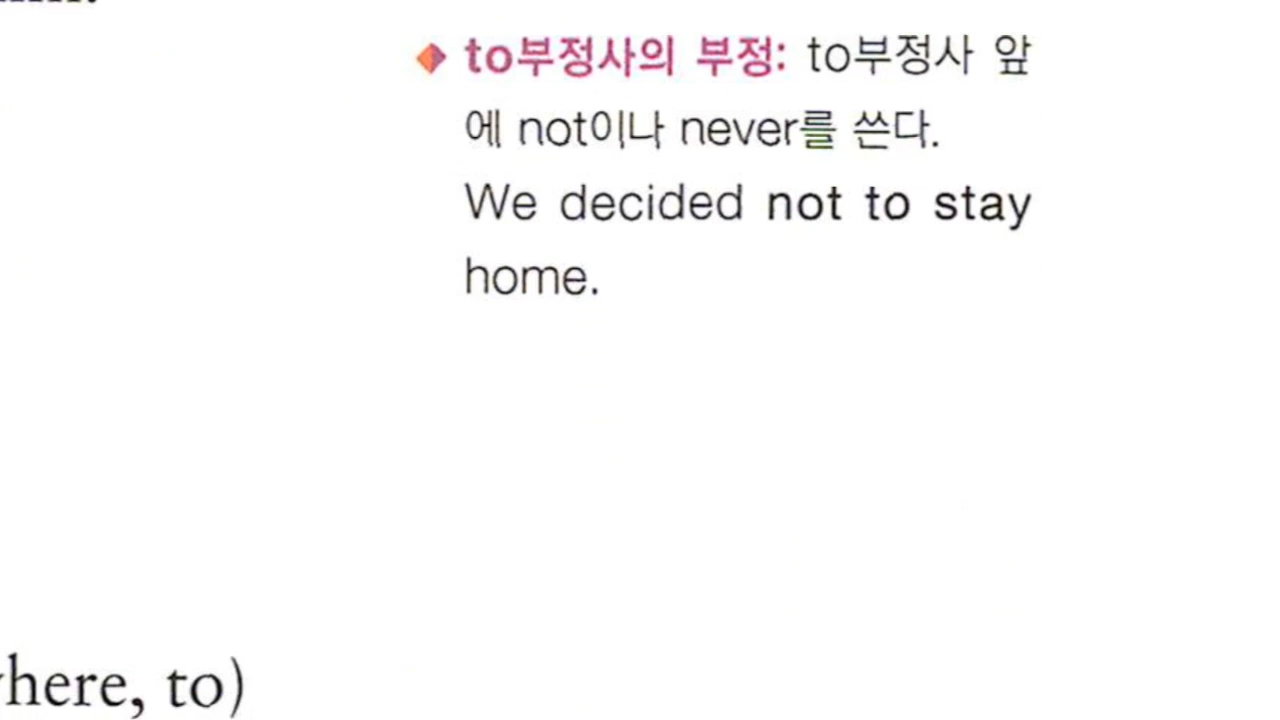 ◆ to부정사의 부정: to부정사 앞
에 not이나 never를 쓴다.
We decided not to stay
home.
here, to)